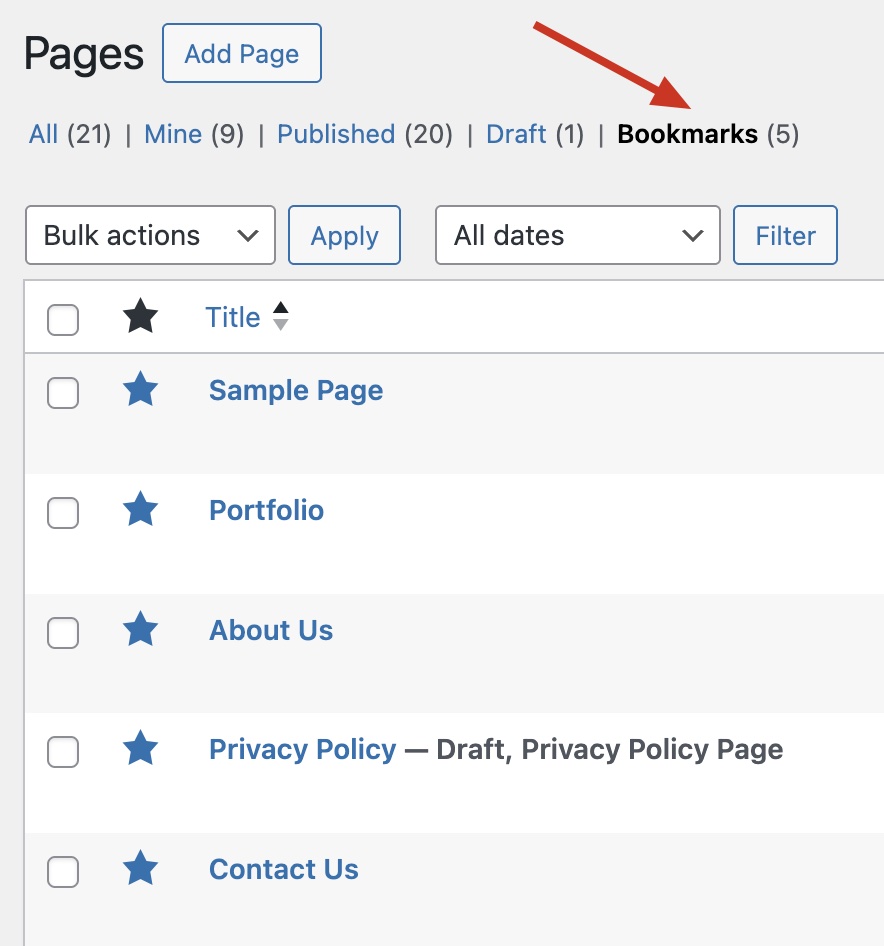 Pages Add Page
All (21) | Mine (9) | Published (20) | Draft (1) | Bookmarks (5)
Bulk actions Apply All dates Filter
Title
Sample Page
Portfolio
About Us
Privacy Policy — Draft, Privacy Policy Page
Contact Us